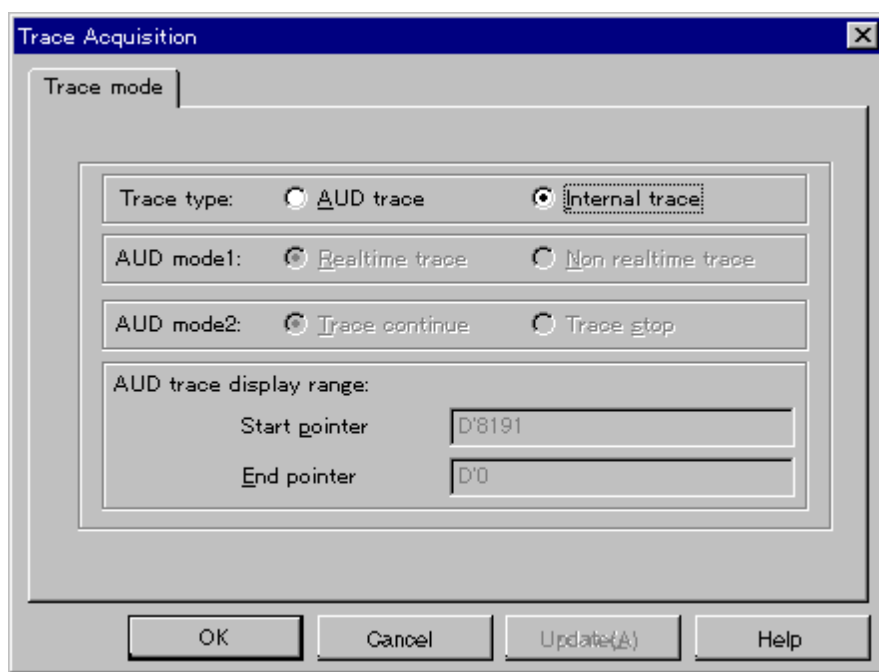 Trace Acquisition
Trace mode
Trace type: AUD trace Internal trace
AUD mode1: Realtime trace Non realtime trace
AUD mode2: Trace continue Trace stop
AUD trace display range:
Start pointer D'8191
End pointer D'0
OK Cancel Update(A) Help